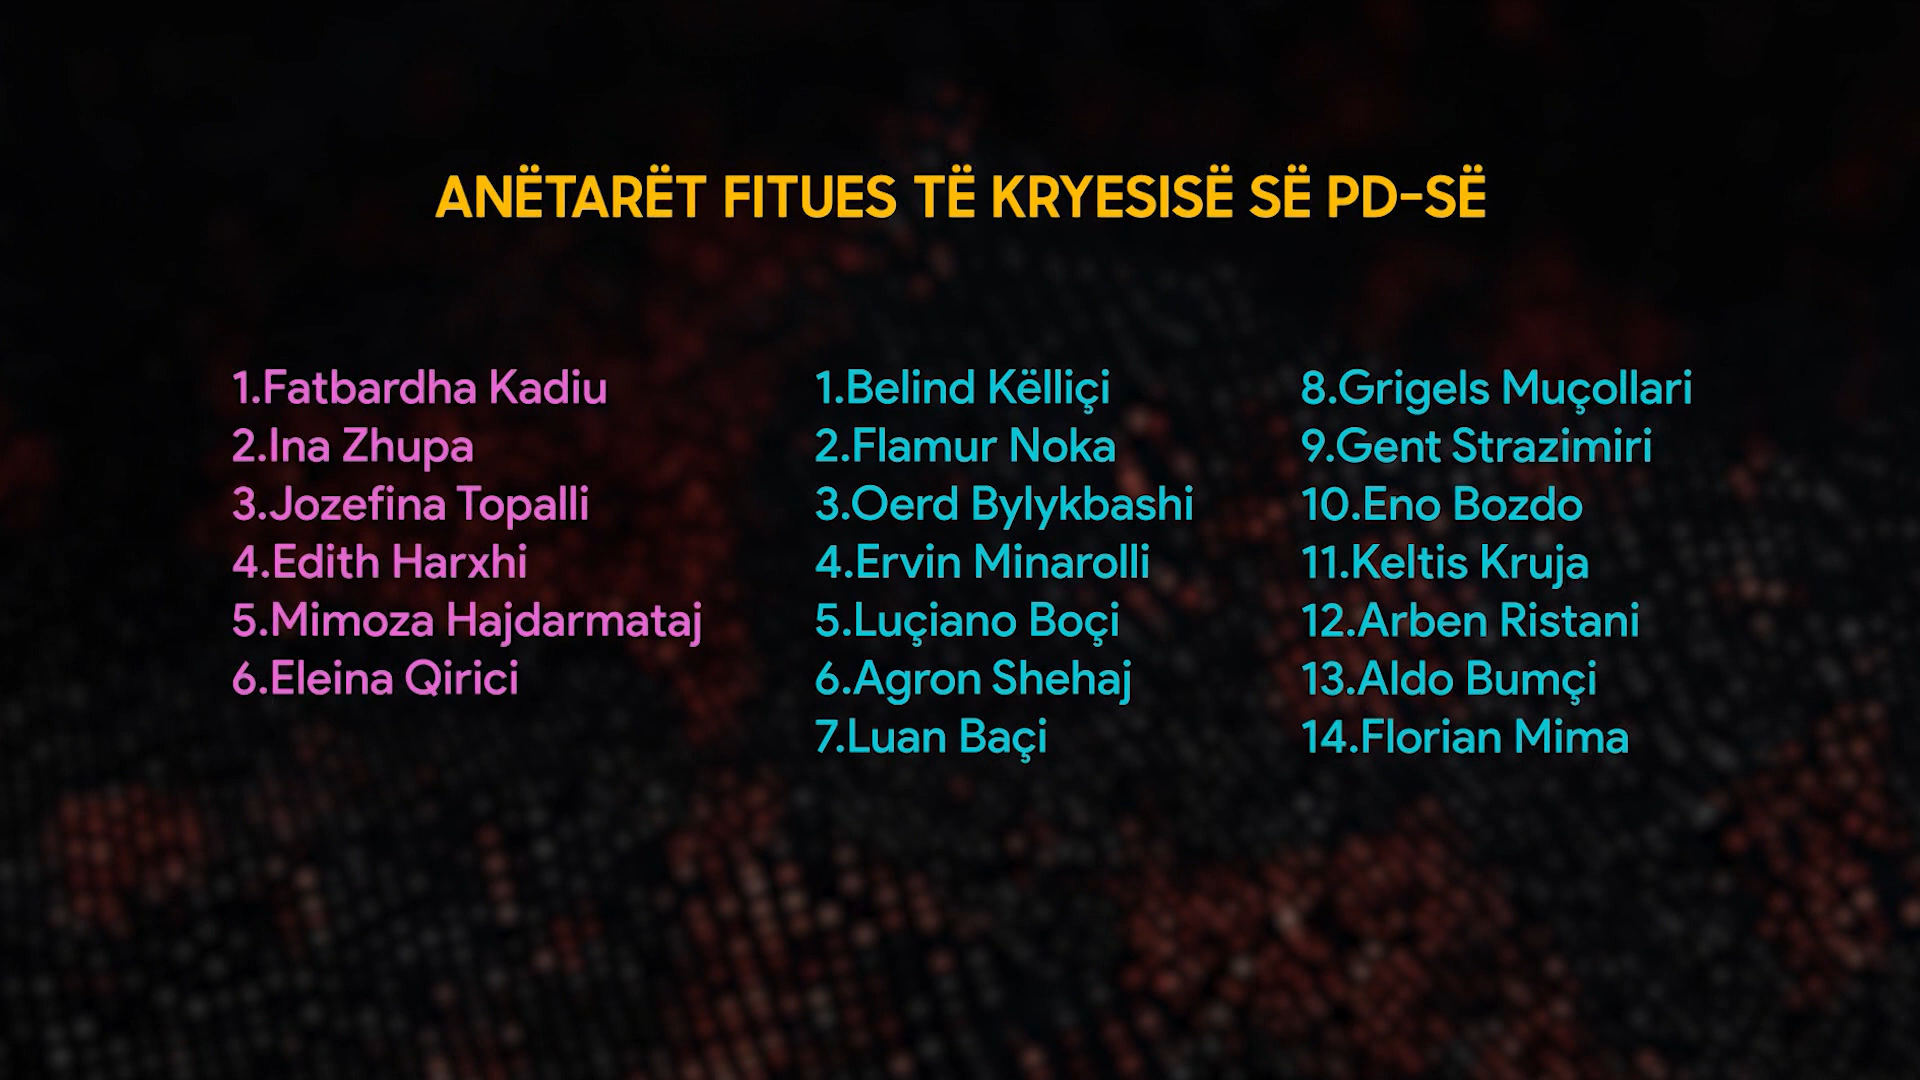 ANËTARËT FITUES TË KRYESISË SË PD-SË
1.Fatbardha Kadiu
2.Ina Zhupa
3.Jozefina Topalli
4.Edith Harxhi
5.Mimoza Hajdarmataj
6.Eleina Qirici
1.Belind Këlliçi
2.Flamur Noka
3.Oerd Bylykbashi
4.Ervin Minarolli
5.Luçiano Boçi
6.Agron Shehaj
7.Luan Baçi
8.Grigels Muçollari
9.Gent Strazimiri
10.Eno Bozdo
11.Keltis Kruja
12.Arben Ristani
13.Aldo Bumçi
14.Florian Mima